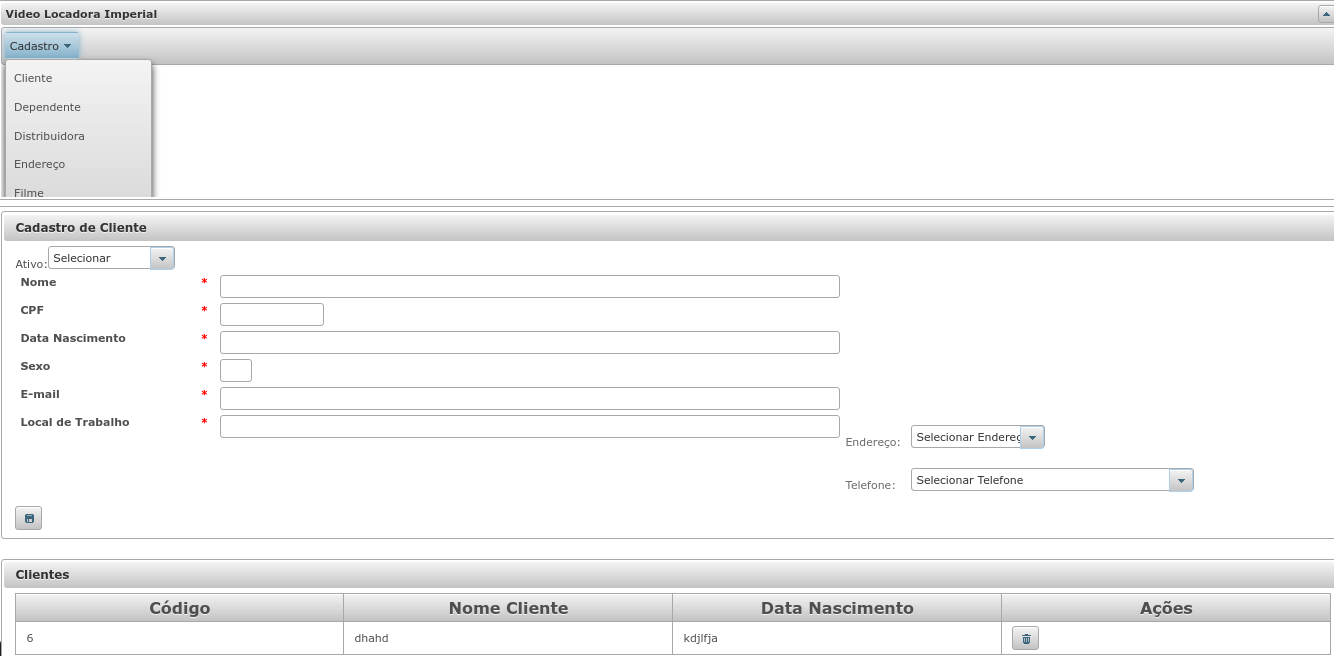 Video Locadora Imperial
Cadastro
Cliente
Dependente
Distribuidora
Endereço
Filme
Cadastro de Cliente
Ativo: Selecionar
Nome *
CPF *
Data Nascimento *
Sexo *
E-mail *
Local de Trabalho *
Endereço: Selecionar Endereç
Telefone: Selecionar Telefone
Clientes
Código Nome Cliente Data Nascimento Ações
6 dhahd kdjlfja